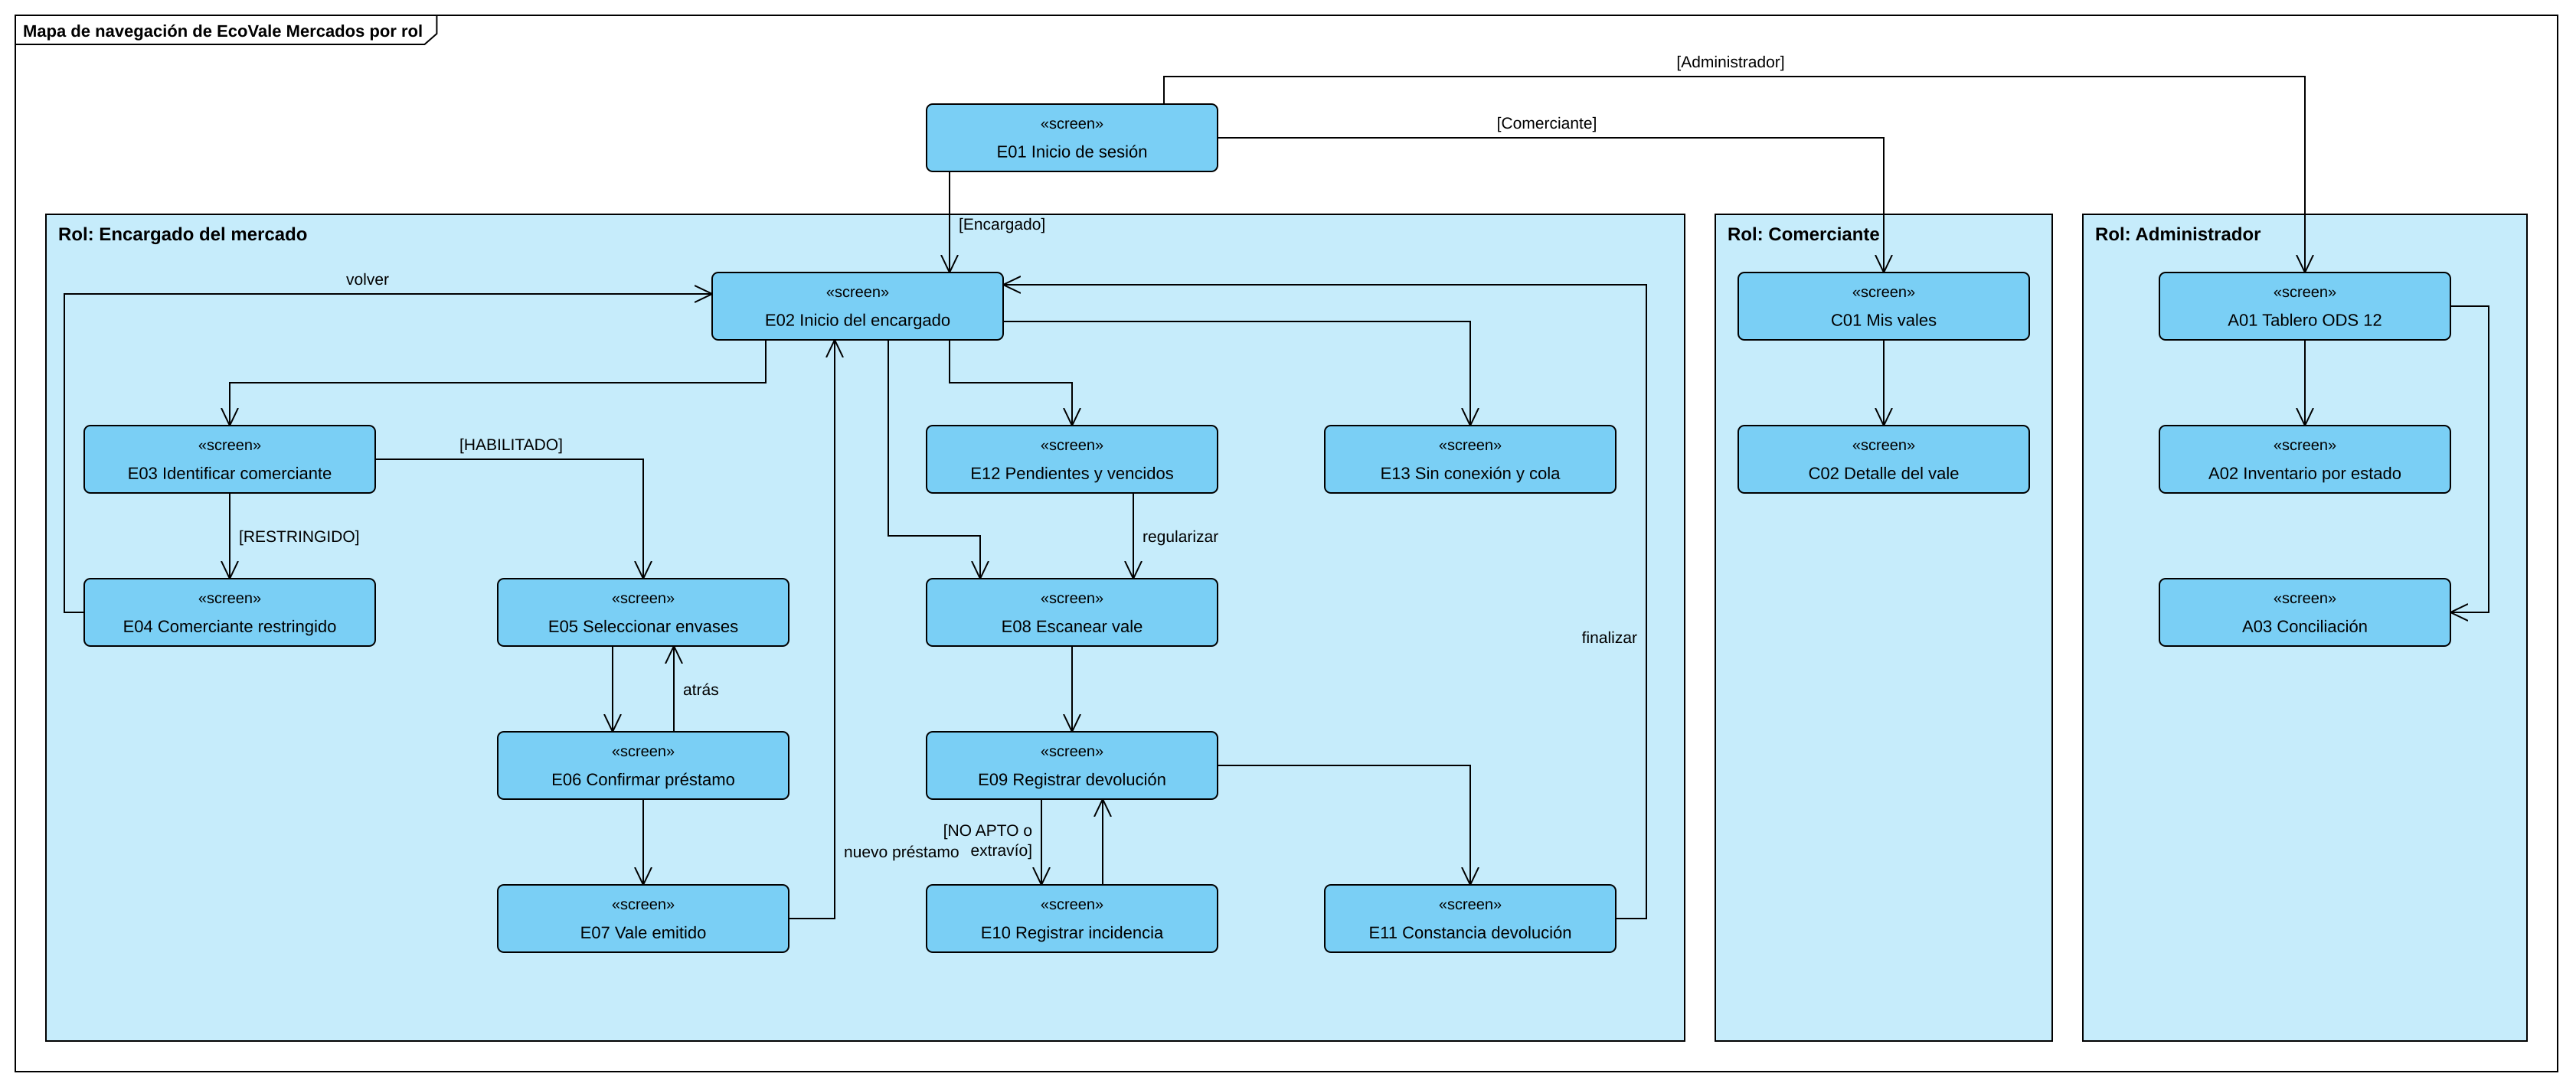 Mapa de navegación de EcoVale Mercados por rol
[Administrador]
«screen»
E01 Inicio de sesión
[Comerciante]
[Encargado]
Rol: Encargado del mercado
Rol: Comerciante
Rol: Administrador
volver
«screen»
E02 Inicio del encargado
«screen»
C01 Mis vales
«screen»
A01 Tablero ODS 12
«screen»
E03 Identificar comerciante
[HABILITADO]
«screen»
E12 Pendientes y vencidos
«screen»
E13 Sin conexión y cola
«screen»
C02 Detalle del vale
«screen»
A02 Inventario por estado
[RESTRINGIDO]
regularizar
«screen»
E04 Comerciante restringido
«screen»
E05 Seleccionar envases
«screen»
E08 Escanear vale
finalizar
«screen»
A03 Conciliación
atrás
«screen»
E06 Confirmar préstamo
«screen»
E09 Registrar devolución
nuevo préstamo
[NO APTO o
extravío]
«screen»
E07 Vale emitido
«screen»
E10 Registrar incidencia
«screen»
E11 Constancia devolución